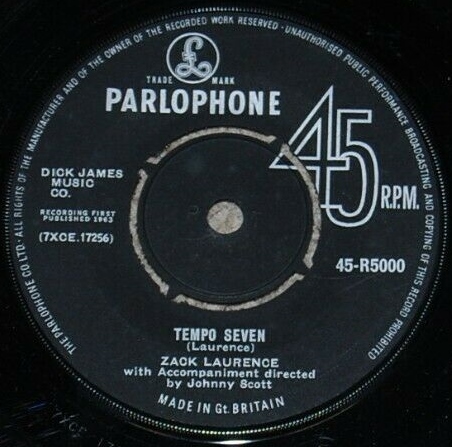 ALL RIGHTS OF THE MANUFACTURER AND OF THE OWNER OF THE RECORDED WORK RESERVED · UNAUTHORISED PUBLIC PERFORMANCE BROADCASTING AND COPYING OF THIS RECORD PROHIBITED
THE PARLOPHONE CO. LTD.
£
TRADE MARK
PARLOPHONE
45
R.P.M.
DICK JAMES
MUSIC
CO.
RECORDING FIRST
PUBLISHED 1963
(7XCE.17256)
45-R5000
TEMPO SEVEN
(Laurence)
ZACK LAURENCE
with Accompaniment directed
by Johnny Scott
MADE IN Gt. BRITAIN